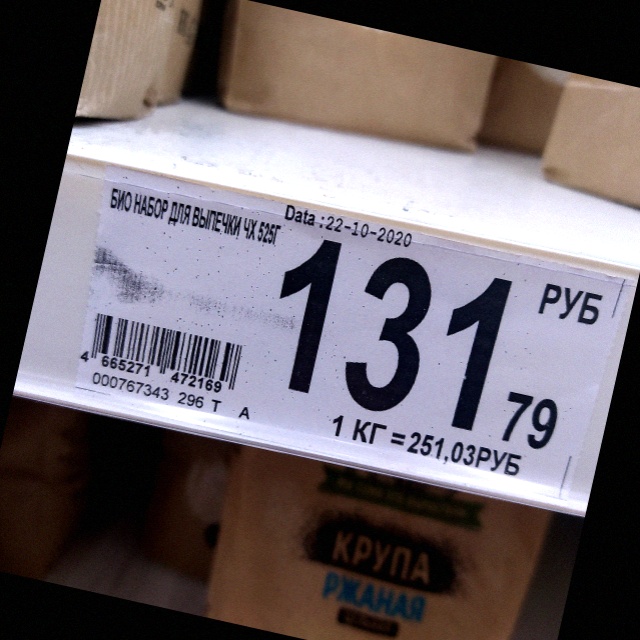 БИО НАБОР ДЛЯ ВЫПЕЧКИ ЧХ 525Г
Data :22-10-2020
131 79 РУБ
4 665271 472169
000767343 296 T A
1 КГ =251,03РУБ
КРУПА
РЖАНАЯ